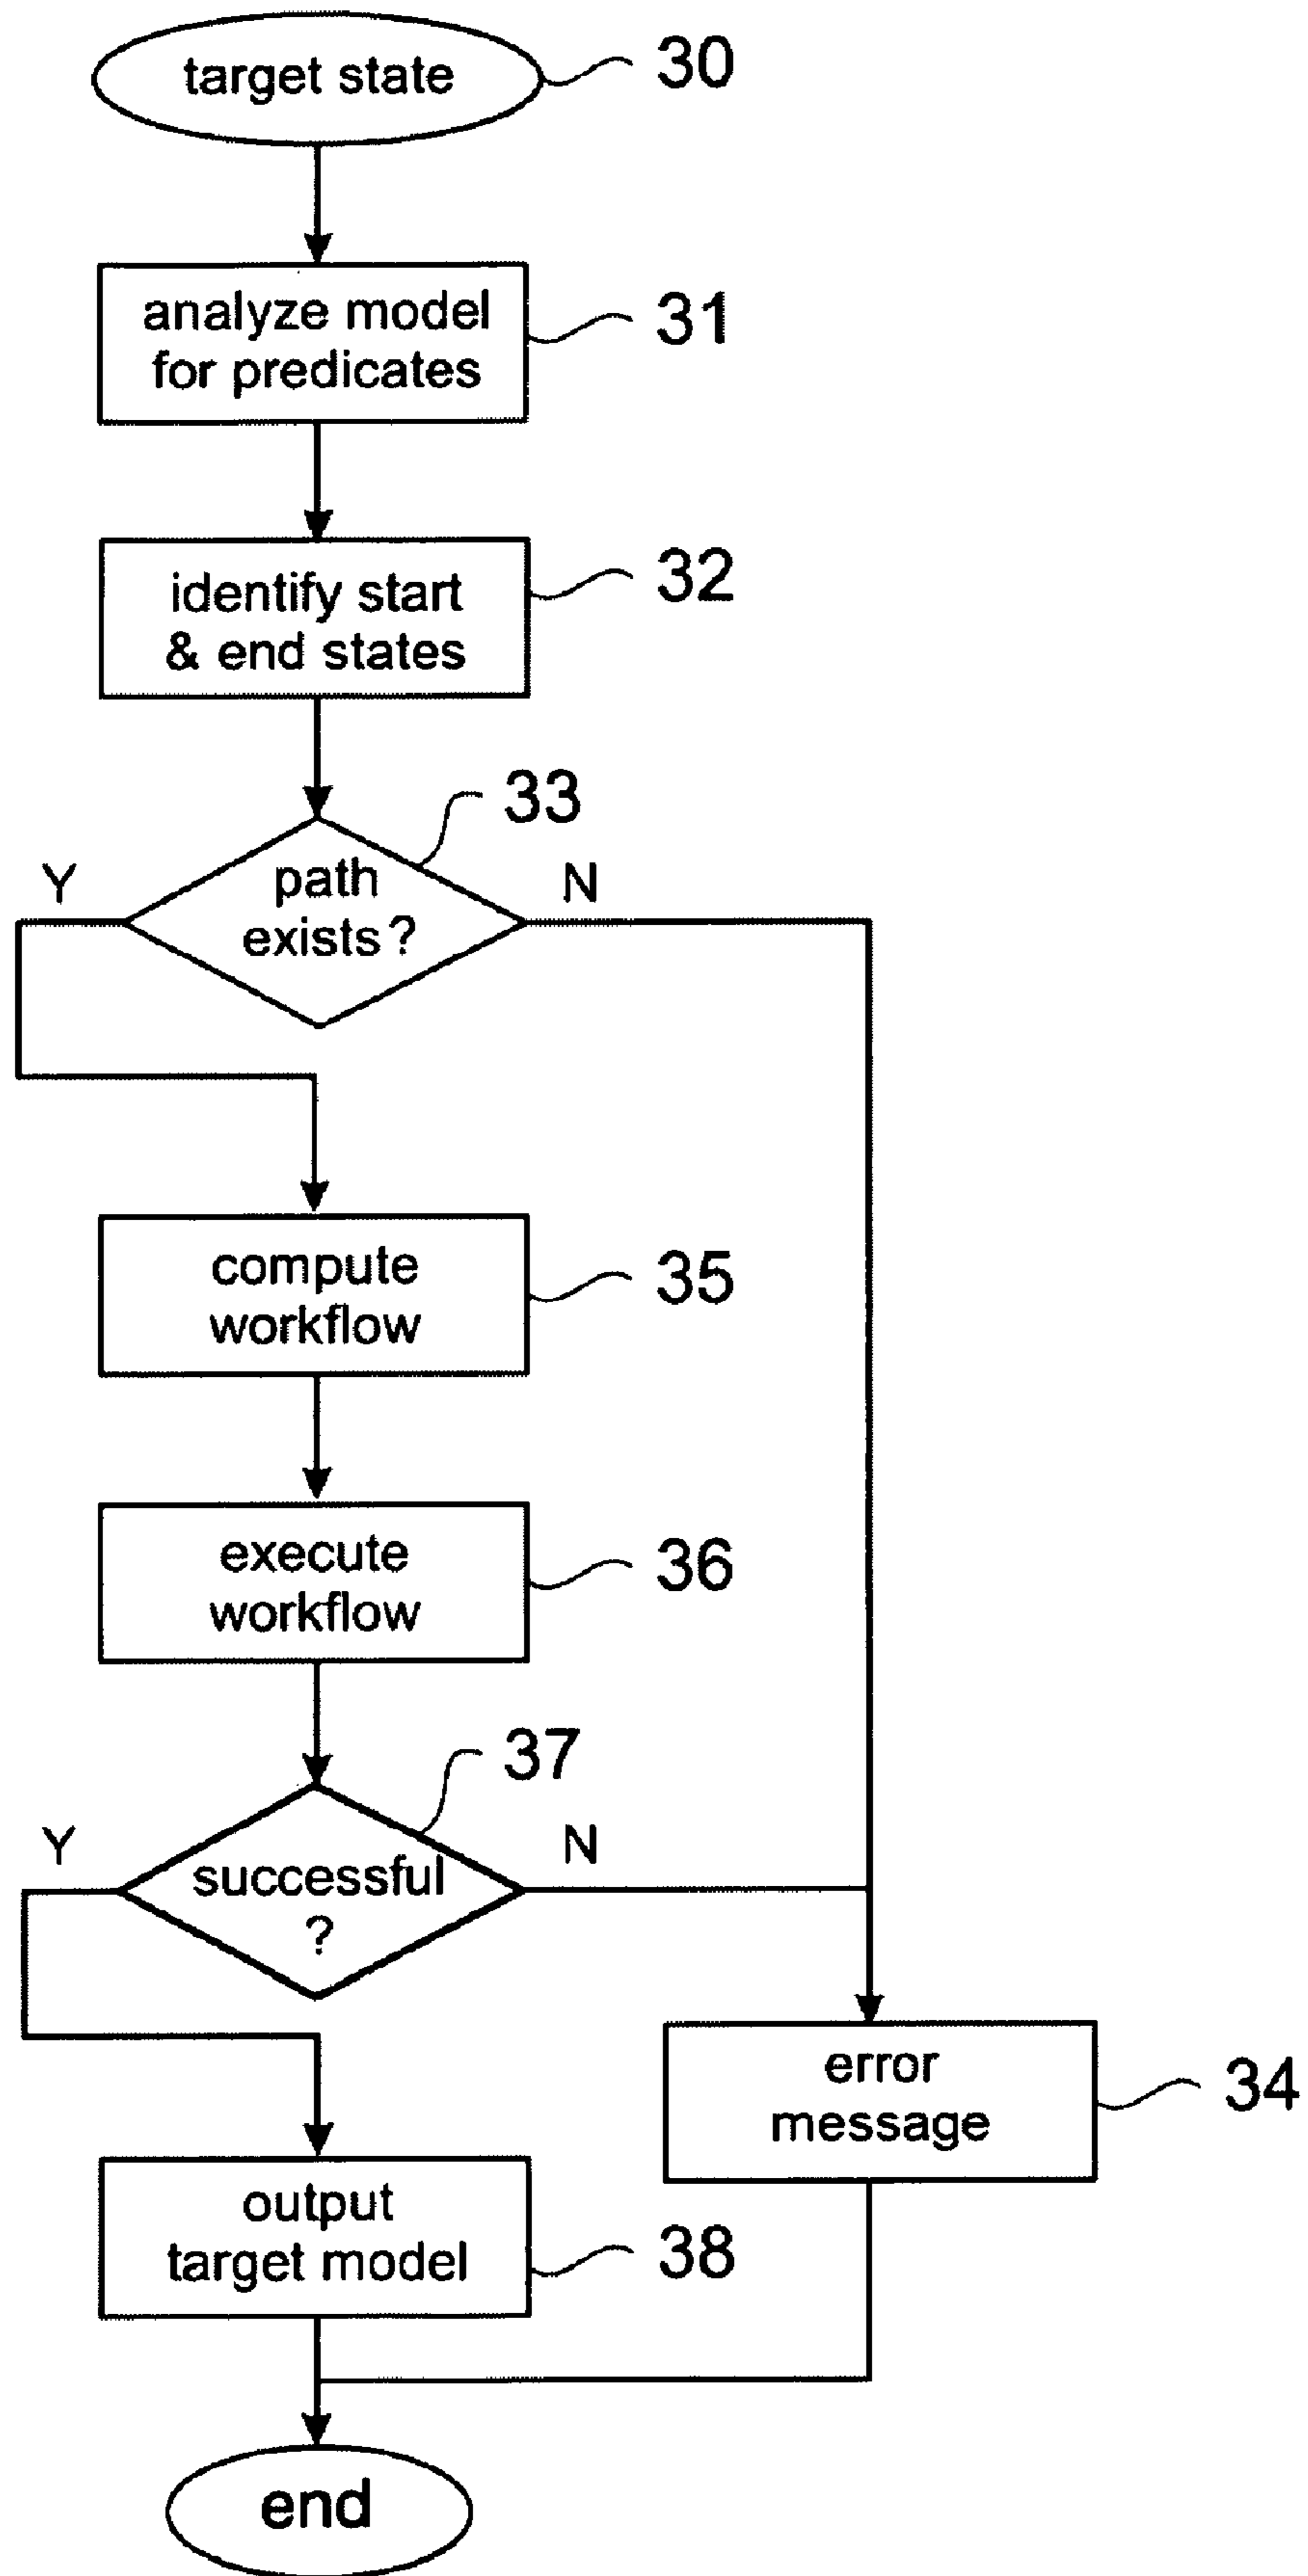 target state
30
analyze model
for predicates
31
identify start
& end states
32
33
path
exists?
Y
N
compute
workflow
35
execute
workflow
36
37
successful
?
Y
N
error
message
34
output
target model
38
end